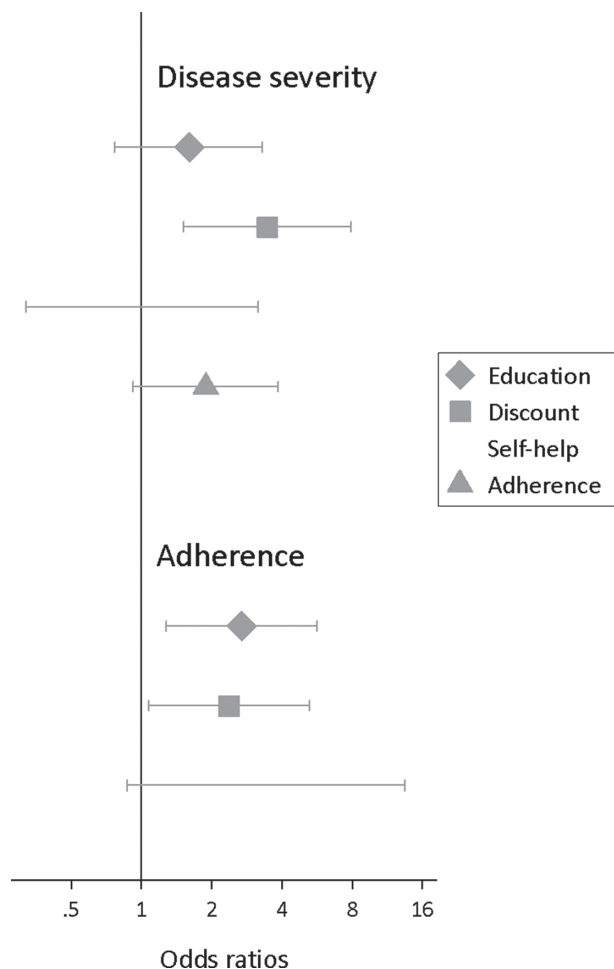 Disease severity
Education
Discount
Self-help
Adherence
Adherence
.5 1 2 4 8 16
Odds ratios